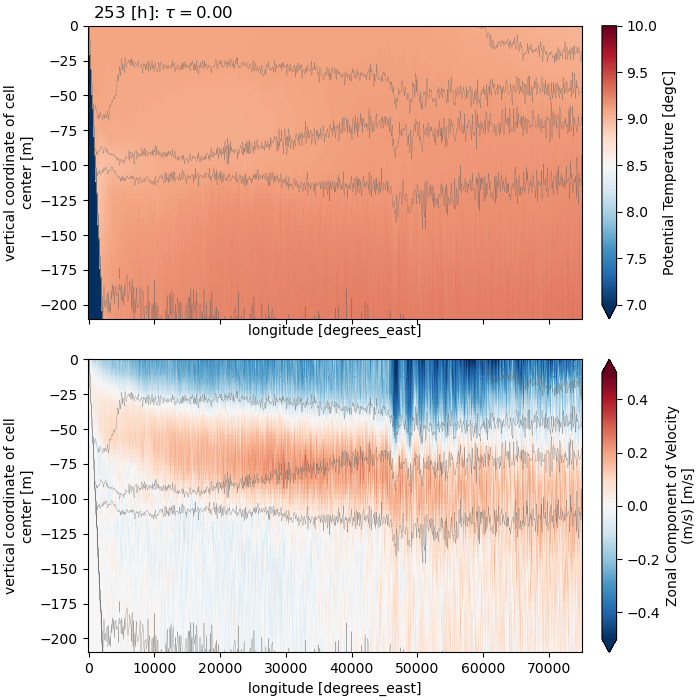 253 [h]: τ = 0.00
0
−25
−50
−75
−100
−125
−150
−175
−200
vertical coordinate of cell
center [m]
longitude [degrees_east]
10.0
9.5
9.0
8.5
8.0
7.5
7.0
Potential Temperature [degC]
0
−25
−50
−75
−100
−125
−150
−175
−200
vertical coordinate of cell
center [m]
0 10000 20000 30000 40000 50000 60000 70000
longitude [degrees_east]
0.4
0.2
0.0
−0.2
−0.4
Zonal Component of Velocity
(m/s) [m/s]